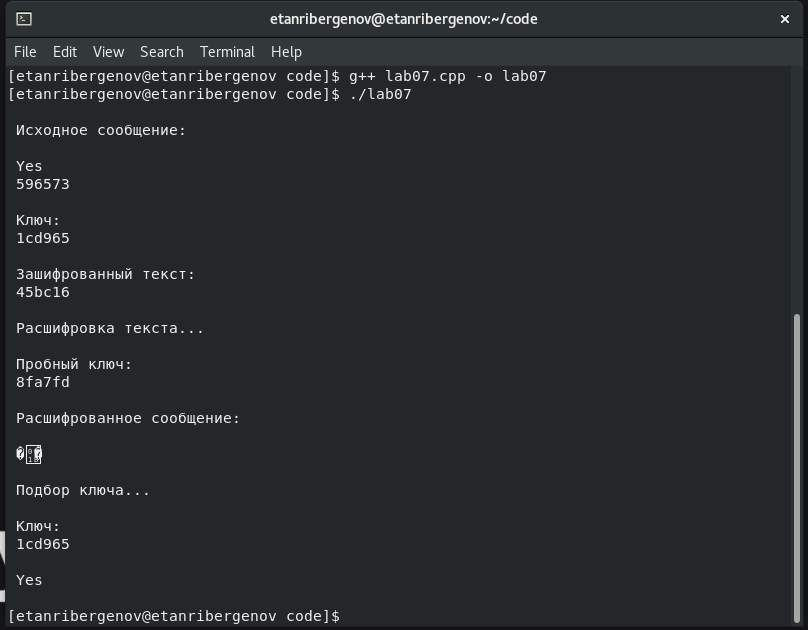 etanribergenov@etanribergenov:~/code
File Edit View Search Terminal Help
[etanribergenov@etanribergenov code]$ g++ lab07.cpp -o lab07
[etanribergenov@etanribergenov code]$ ./lab07
Исходное сообщение:
Yes
596573
Ключ:
1cd965
Зашифрованный текст:
45bc16
Расшифровка текста...
Пробный ключ:
8fa7fd
Расшифрованное сообщение:
Подбор ключа...
Ключ:
1cd965
Yes
[etanribergenov@etanribergenov code]$